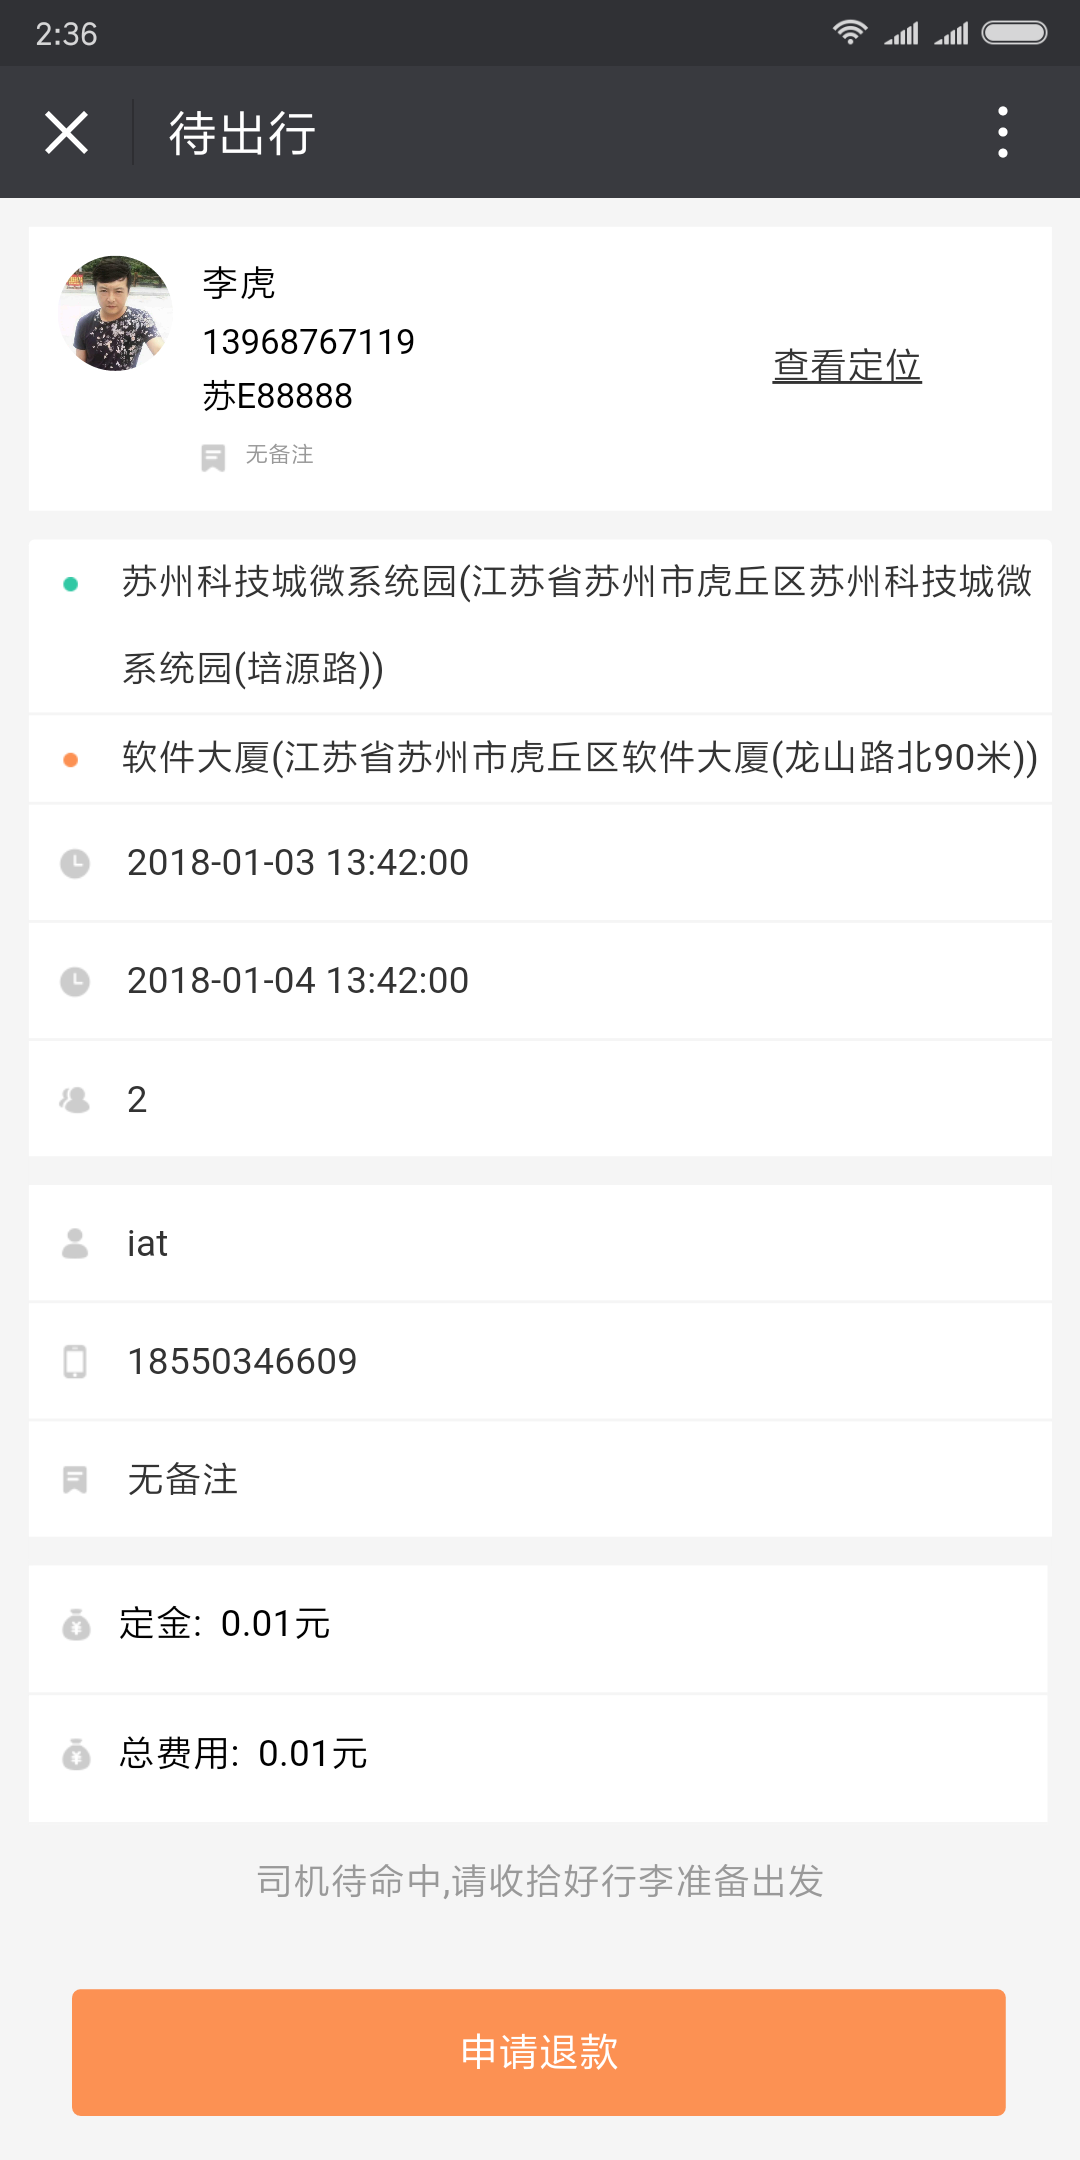 2:36
待出行
李虎
13968767119
苏E88888
查看定位
无备注
苏州科技城微系统园(江苏省苏州市虎丘区苏州科技城微
系统园(培源路))
软件大厦(江苏省苏州市虎丘区软件大厦(龙山路北90米))
2018-01-03 13:42:00
2018-01-04 13:42:00
2
iat
18550346609
无备注
定金: 0.01元
总费用: 0.01元
司机待命中,请收拾好行李准备出发
申请退款